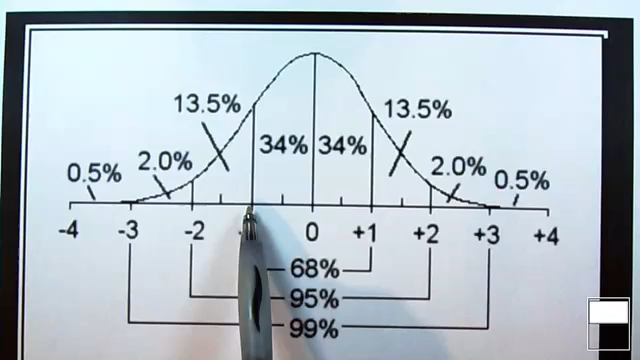 13.5% 13.5%
34% 34%
0.5% 2.0% 2.0% 0.5%
-4 -3 -2 0 +1 +2 +3 +4
68%
95%
99%